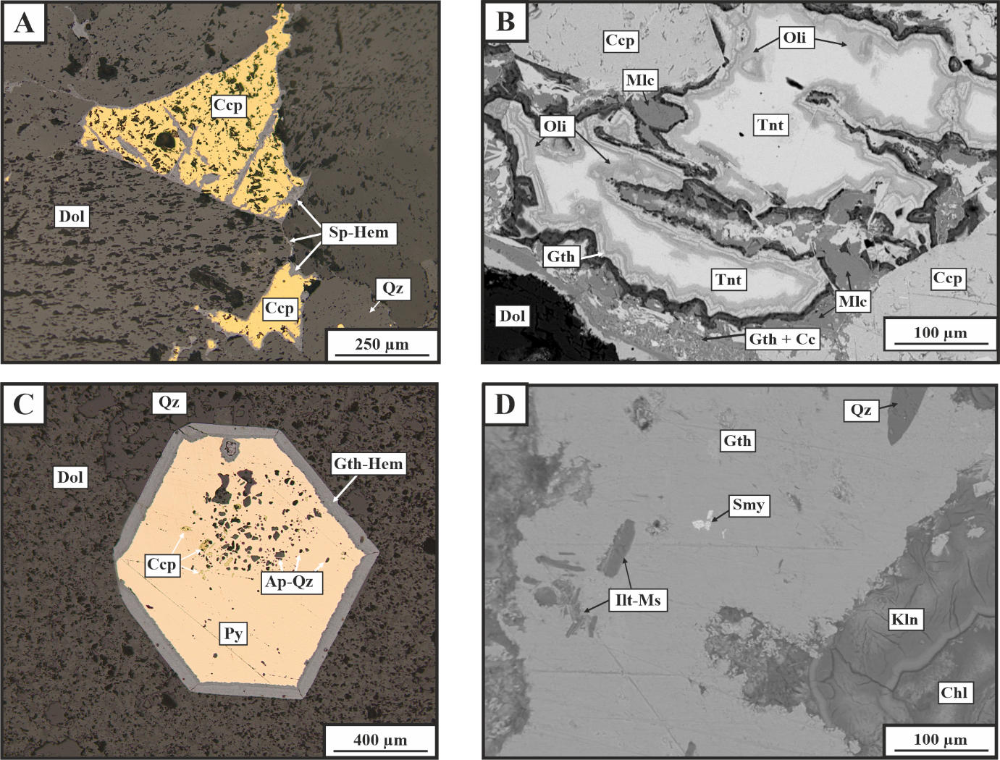 A
Ccp
Dol
Sp-Hem
Qz
Ccp
250 µm
B
Ccp
Oli
Mlc
Oli
Tnt
Gth
Tnt
Ccp
Mlc
Dol
Gth + Cc
100 µm
C
Qz
Gth-Hem
Dol
Ccp
Ap-Qz
Py
400 µm
D
Qz
Gth
Smy
Ilt-Ms
Kln
Chl
100 µm